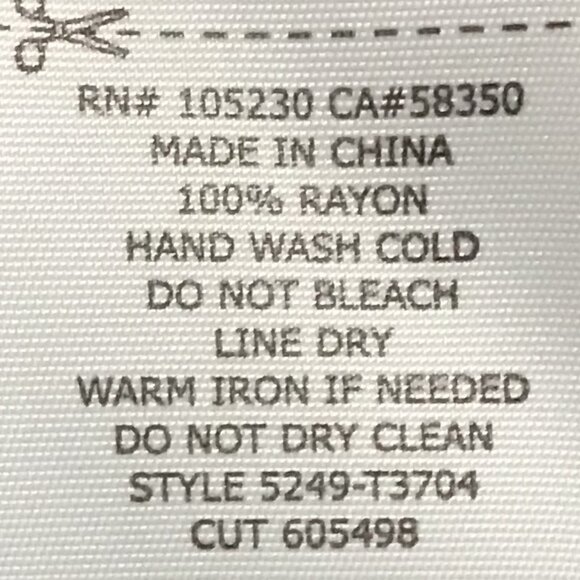 RN# 105230 CA#58350
MADE IN CHINA
100% RAYON
HAND WASH COLD
DO NOT BLEACH
LINE DRY
WARM IRON IF NEEDED
DO NOT DRY CLEAN
STYLE 5249-T3704
CUT 605498